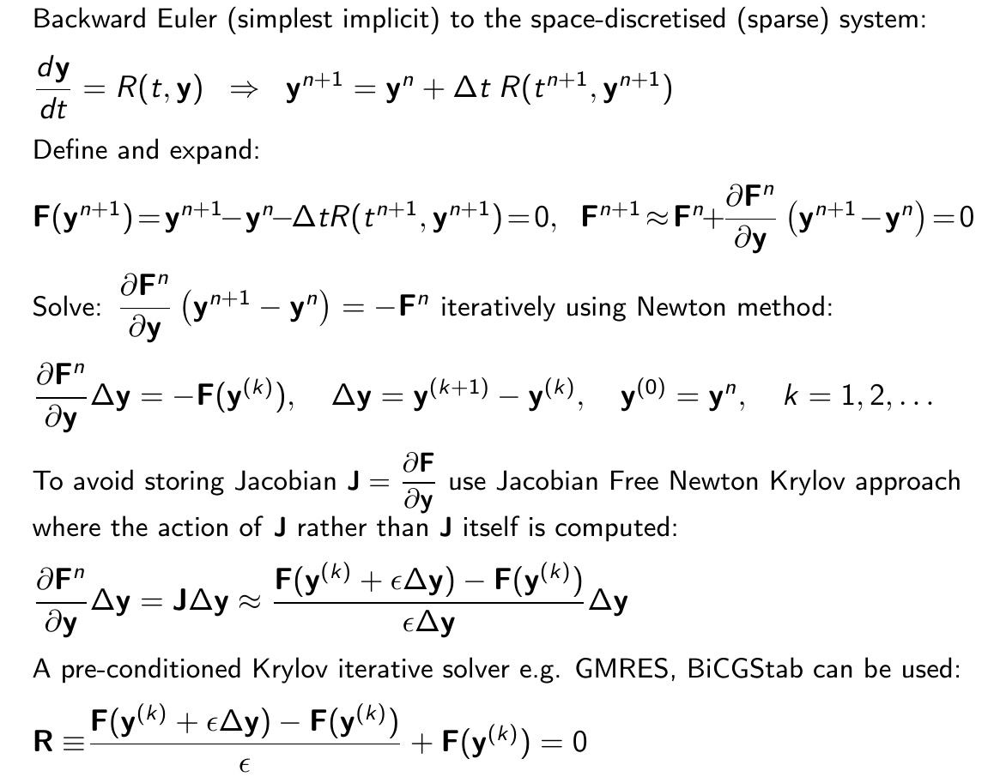 Backward Euler (simplest implicit) to the space-discretised (sparse) system:
$\frac{d\mathbf{y}}{dt} = R(t, \mathbf{y}) \;\; \Rightarrow \;\; \mathbf{y}^{n+1} = \mathbf{y}^{n} + \Delta t \; R(t^{n+1}, \mathbf{y}^{n+1})$
Define and expand:
$\mathbf{F}(\mathbf{y}^{n+1}) = \mathbf{y}^{n+1} - \mathbf{y}^{n} - \Delta t R(t^{n+1}, \mathbf{y}^{n+1}) = 0, \;\; \mathbf{F}^{n+1} \approx \mathbf{F}^{n} + \frac{\partial \mathbf{F}^{n}}{\partial \mathbf{y}} \left( \mathbf{y}^{n+1} - \mathbf{y}^{n} \right) = 0$
Solve: $\frac{\partial \mathbf{F}^{n}}{\partial \mathbf{y}} \left( \mathbf{y}^{n+1} - \mathbf{y}^{n} \right) = -\mathbf{F}^{n}$ iteratively using Newton method:
$\frac{\partial \mathbf{F}^{n}}{\partial \mathbf{y}} \Delta \mathbf{y} = -\mathbf{F}(\mathbf{y}^{(k)}), \quad \Delta \mathbf{y} = \mathbf{y}^{(k+1)} - \mathbf{y}^{(k)}, \quad \mathbf{y}^{(0)} = \mathbf{y}^{n}, \quad k = 1, 2, \ldots$
To avoid storing Jacobian $\mathbf{J} = \frac{\partial \mathbf{F}}{\partial \mathbf{y}}$ use Jacobian Free Newton Krylov approach
where the action of $\mathbf{J}$ rather than $\mathbf{J}$ itself is computed:
$\frac{\partial \mathbf{F}^{n}}{\partial \mathbf{y}} \Delta \mathbf{y} = \mathbf{J} \Delta \mathbf{y} \approx \frac{\mathbf{F}(\mathbf{y}^{(k)} + \epsilon \Delta \mathbf{y}) - \mathbf{F}(\mathbf{y}^{(k)})}{\epsilon \Delta \mathbf{y}} \Delta \mathbf{y}$
A pre-conditioned Krylov iterative solver e.g. GMRES, BiCGStab can be used:
$\mathbf{R} \equiv \frac{\mathbf{F}(\mathbf{y}^{(k)} + \epsilon \Delta \mathbf{y}) - \mathbf{F}(\mathbf{y}^{(k)})}{\epsilon} + \mathbf{F}(\mathbf{y}^{(k)}) = 0$